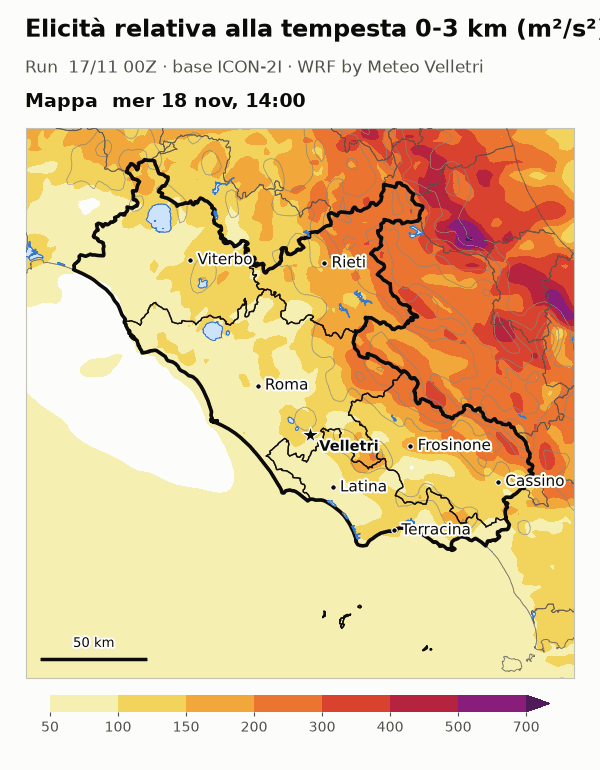 Elicità relativa alla tempesta 0-3 km (m²/s²)
Run 17/11 00Z · base ICON-2I · WRF by Meteo Velletri
Mappa mer 18 nov, 14:00
Viterbo
Rieti
Roma
Velletri
Frosinone
Cassino
Latina
Terracina
50 km
50 100 150 200 300 400 500 700